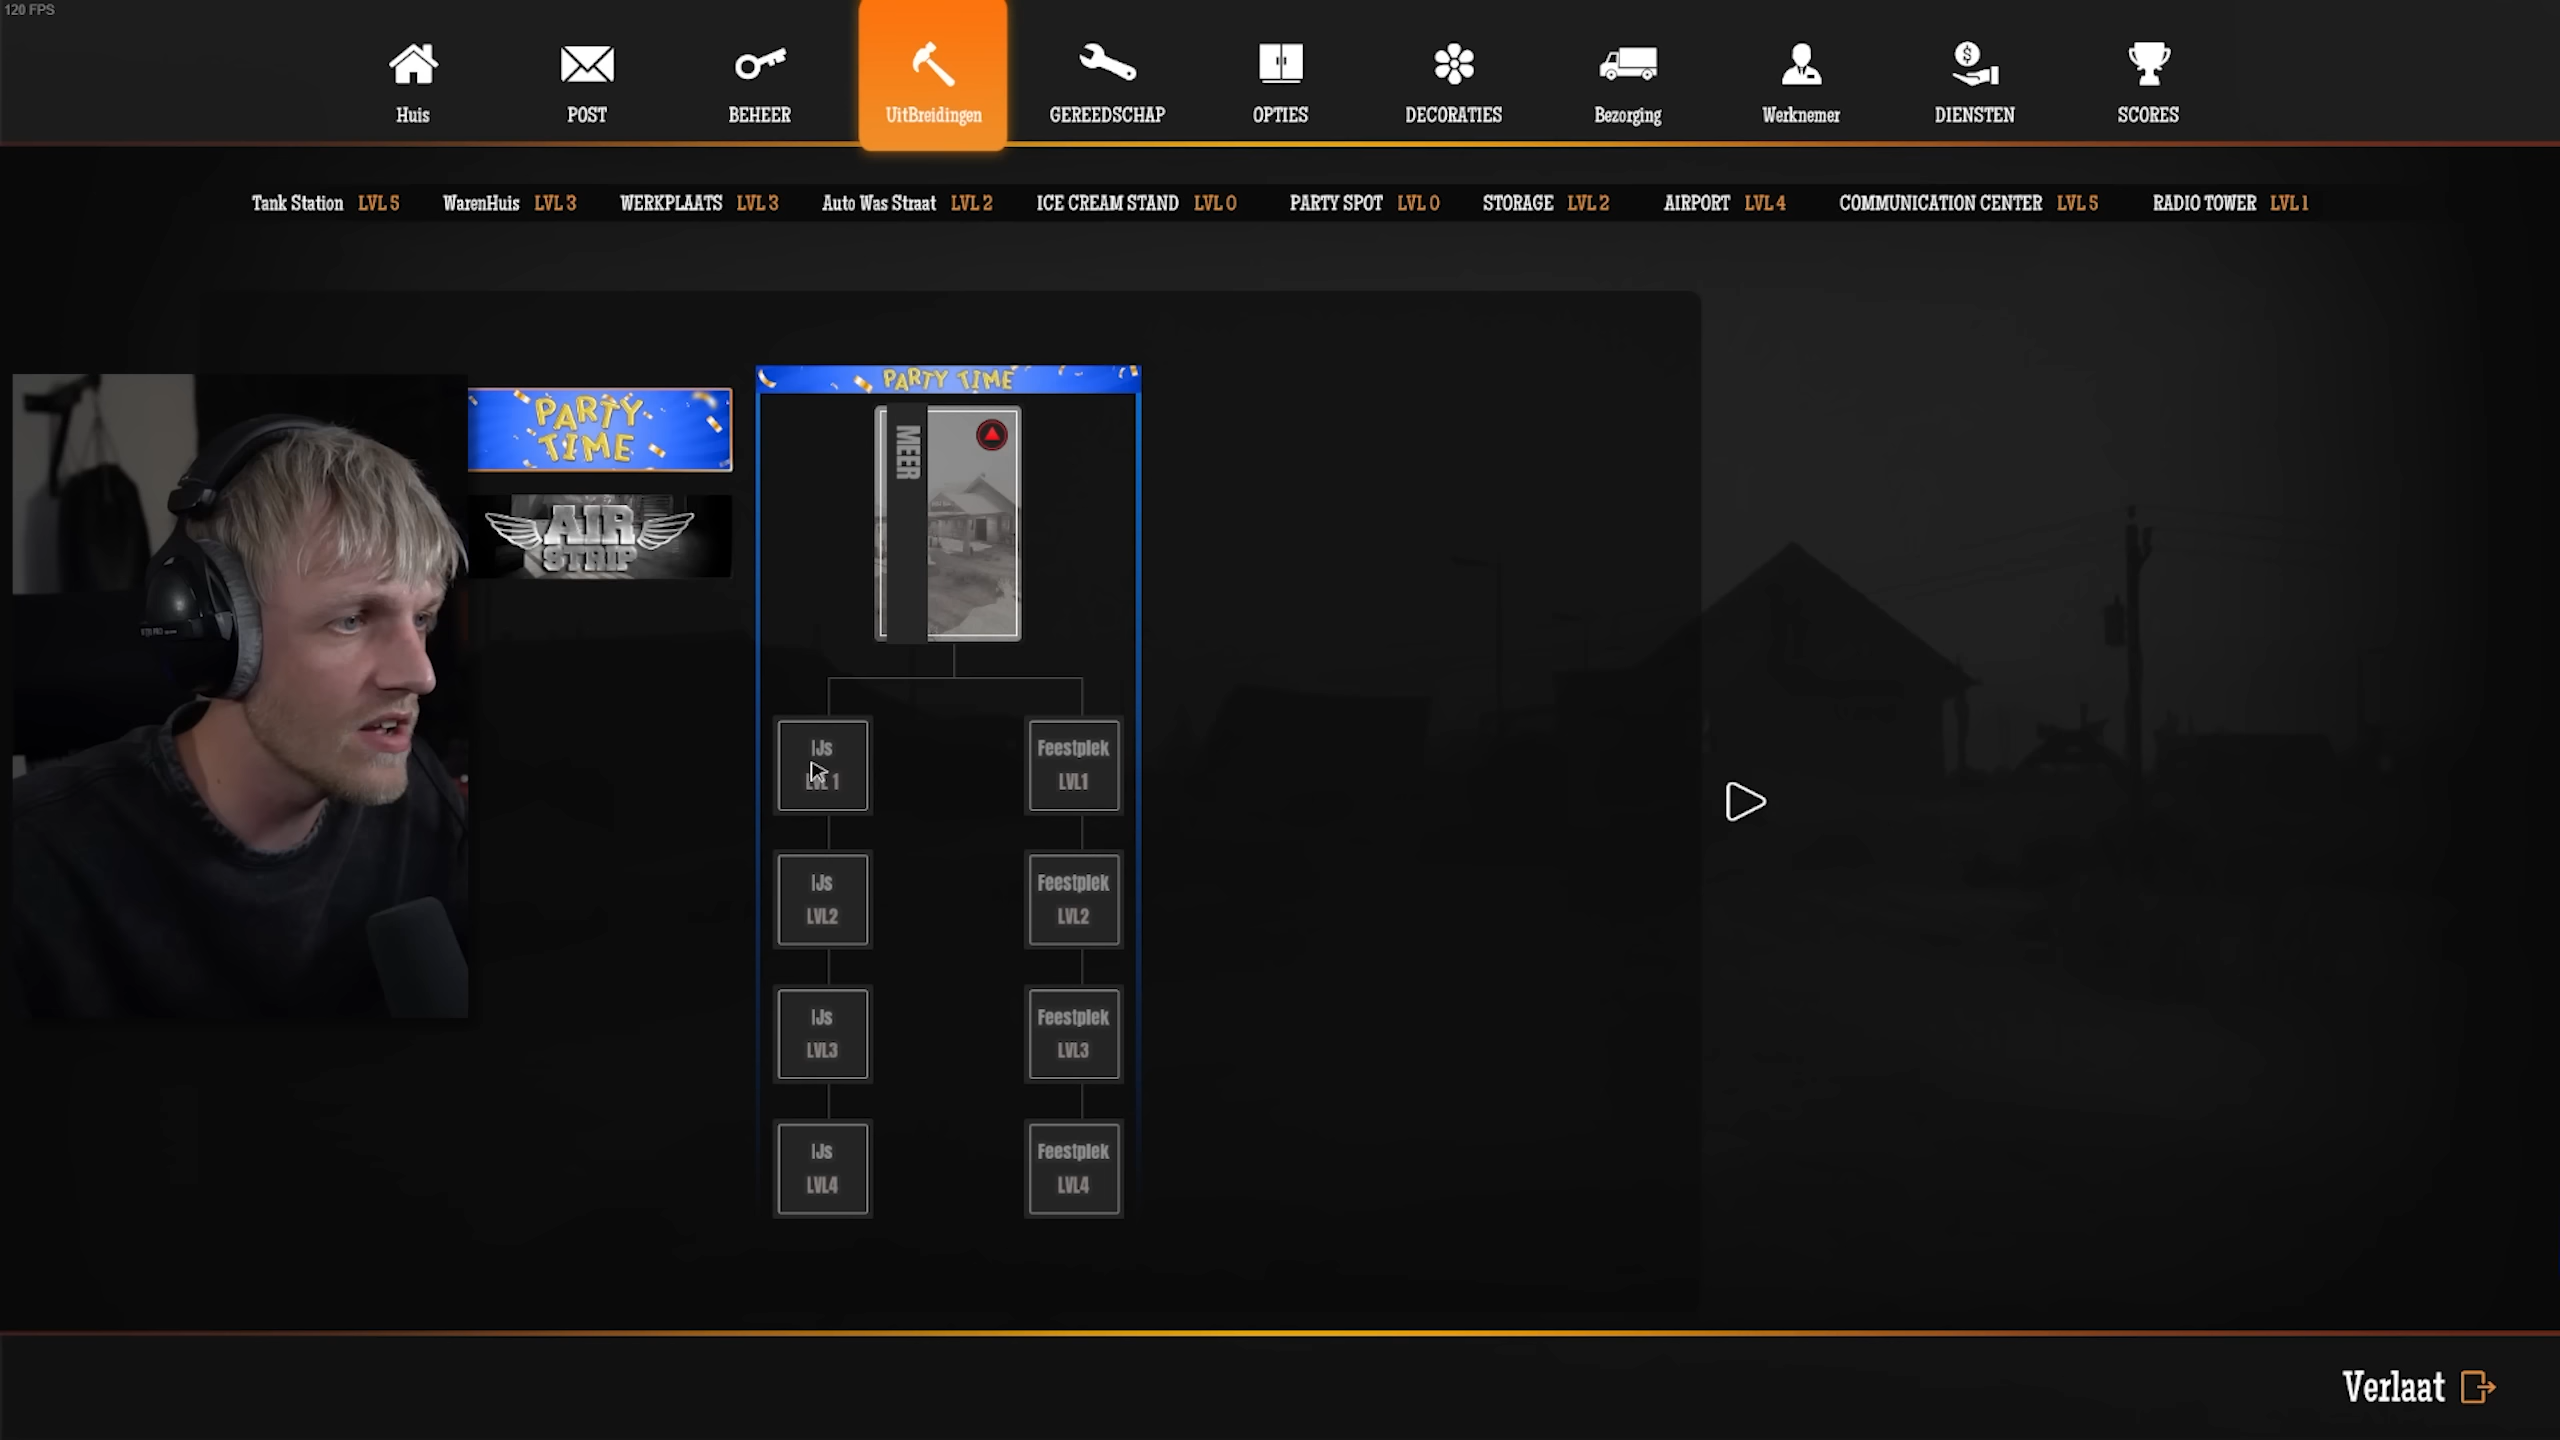 120 FPS
Huis POST BEHEER UitBreidingen GEREEDSCHAP OPTIES DECORATIES Bezorging Werknemer DIENSTEN SCORES
Tank Station LVL 5 WarenHuis LVL 3 WERKPLAATS LVL 3 Auto Was Straat LVL 2 ICE CREAM STAND LVL 0 PARTY SPOT LVL 0 STORAGE LVL 2 AIRPORT LVL 4 COMMUNICATION CENTER LVL 5 RADIO TOWER LVL 1
PARTY TIME
PARTY
TIME
AIR
STRIP
MEER
IJs
LVL 1
Feestplek
LVL1
IJs
LVL2
Feestplek
LVL2
IJs
LVL3
Feestplek
LVL3
IJs
LVL4
Feestplek
LVL4
Verlaat